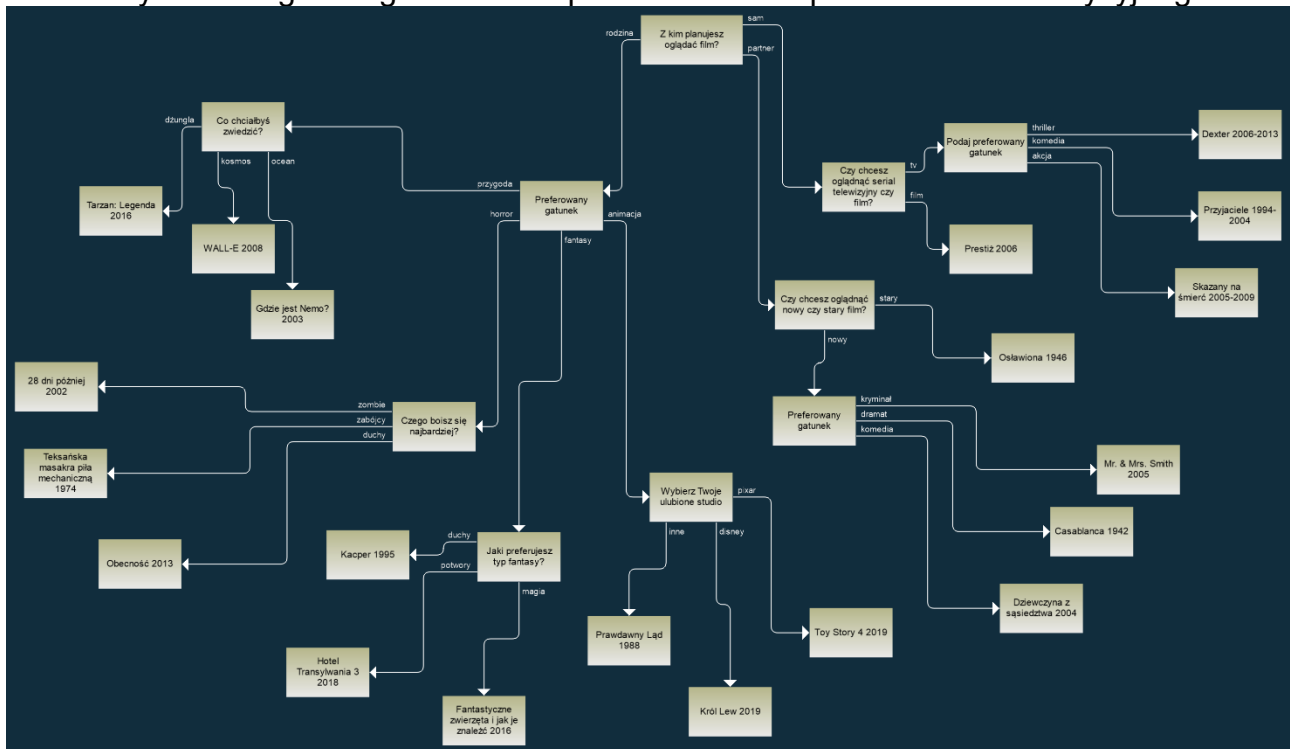 sam
rodzina
Z kim planujesz
oglądać film?
partner
Co chciałbyś
zwiedzić?
dżungla
kosmos
ocean
Tarzan: Legenda
2016
WALL-E 2008
Gdzie jest Nemo?
2003
przygoda
Preferowany
gatunek
horror
animacja
fantasy
Czy chcesz
oglądnąć serial
telewizyjny czy
film?
tv
film
Podaj preferowany
gatunek
thriller
komedia
akcja
Dexter 2006-2013
Przyjaciele 1994-
2004
Skazany na
śmierć 2005-2009
Prestiż 2006
Czy chcesz oglądnąć
nowy czy stary film?
stary
nowy
Osławiona 1946
Preferowany
gatunek
kryminał
dramat
komedia
Mr. & Mrs. Smith
2005
Casablanca 1942
Dziewczyna z
sąsiedztwa 2004
28 dni później
2002
zombie
zabójcy
duchy
Czego boisz się
najbardziej?
Teksańska
masakra piła
mechaniczną
1974
Obecność 2013
Wybierz Twoje
ulubione studio
pixar
inne
disney
Kacper 1995
duchy
potwory
magia
Jaki preferujesz
typ fantasy?
Hotel
Transylwania 3
2018
Fantastyczne
zwierzęta i jak je
znaleźć 2016
Prawdawny Ląd
1988
Król Lew 2019
Toy Story 4 2019